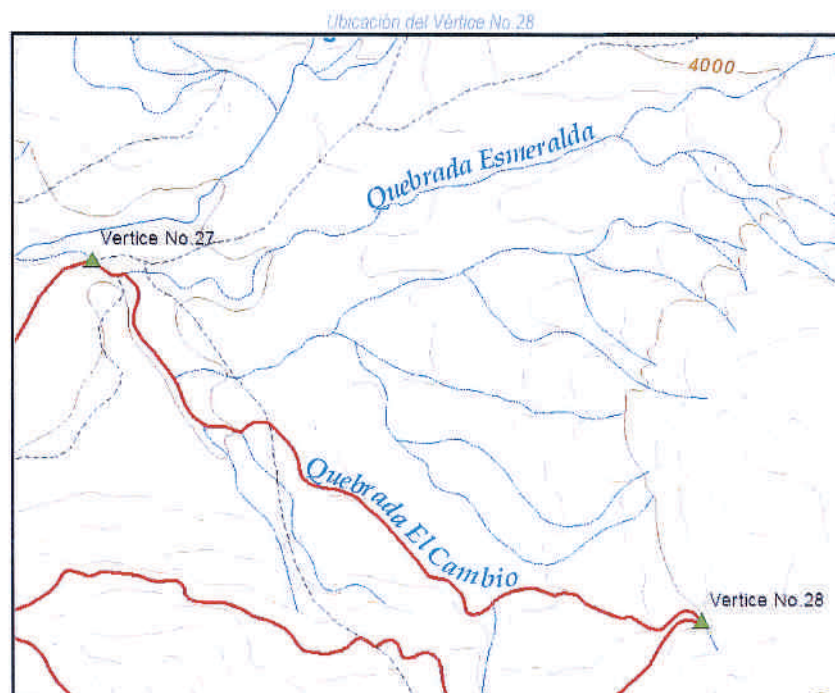 Ubicación del Vértice No.28
4000
Quebrada Esmeralda
Vertice No.27
Quebrada El Cambio
Vertice No.28